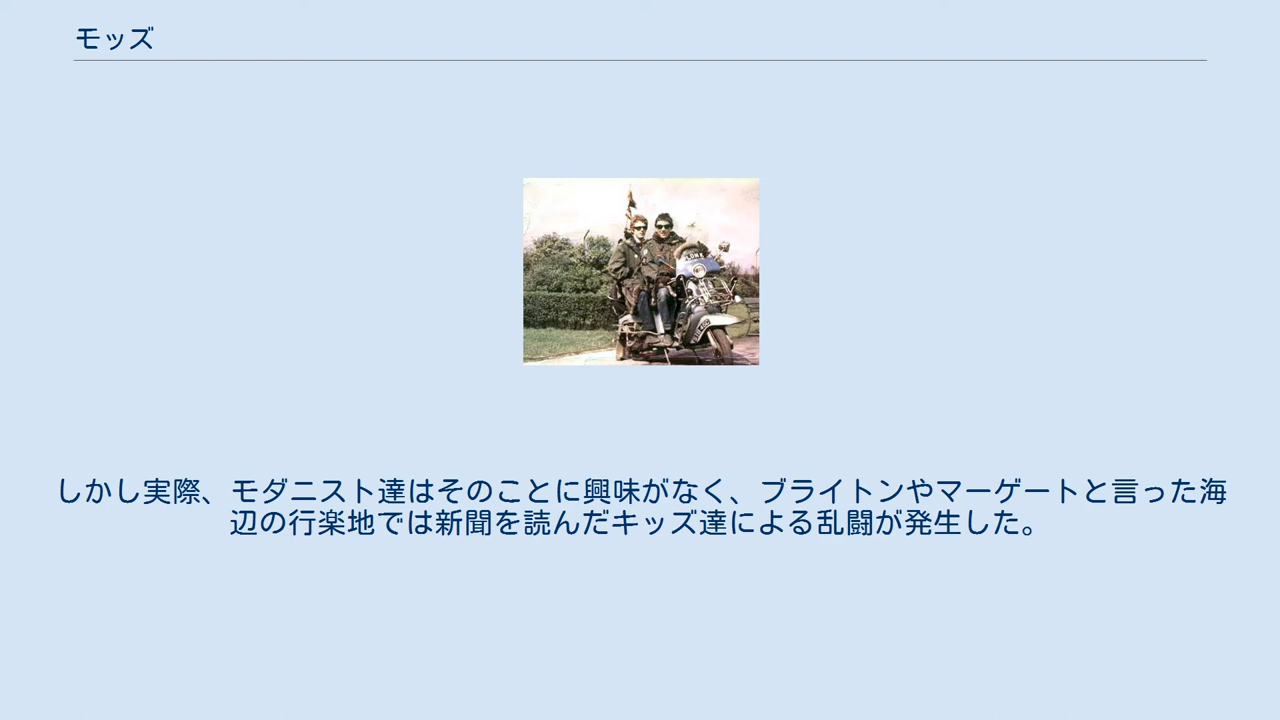 モッズ
しかし実際、モダニスト達はそのことに興味がなく、ブライトンやマーゲートと言った海
辺の行楽地では新聞を読んだキッズ達による乱闘が発生した。